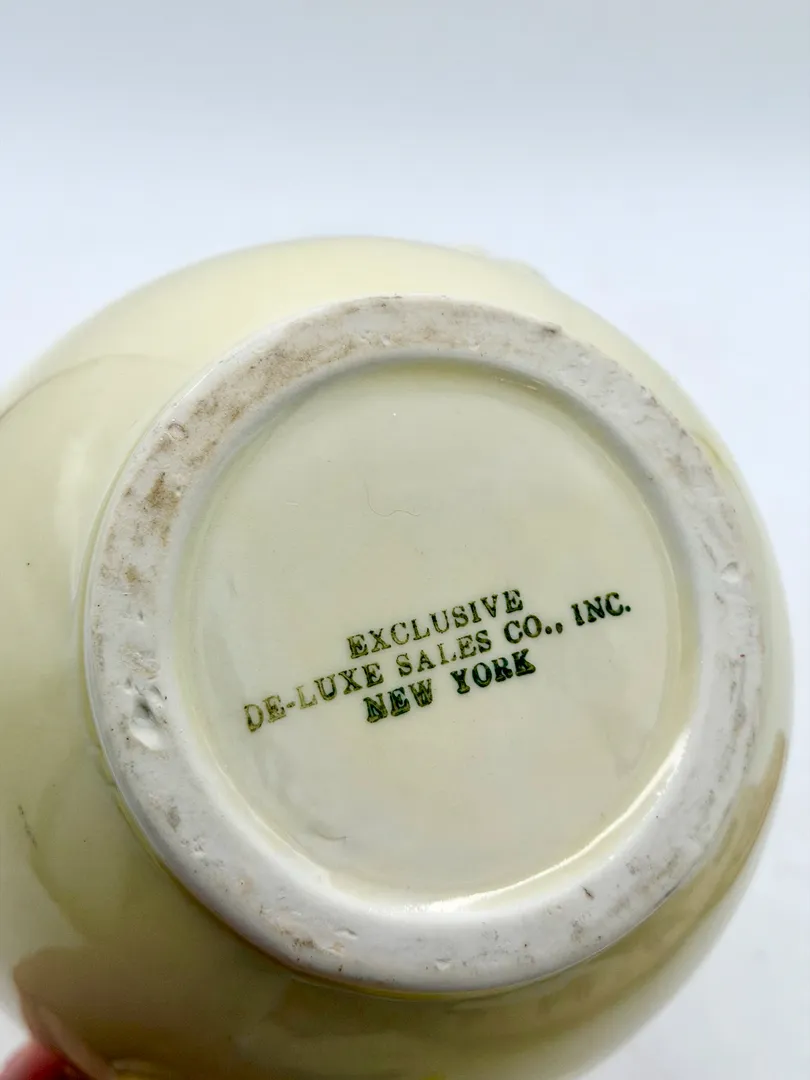 EXCLUSIVE
DE-LUXE SALES CO., INC.
NEW YORK